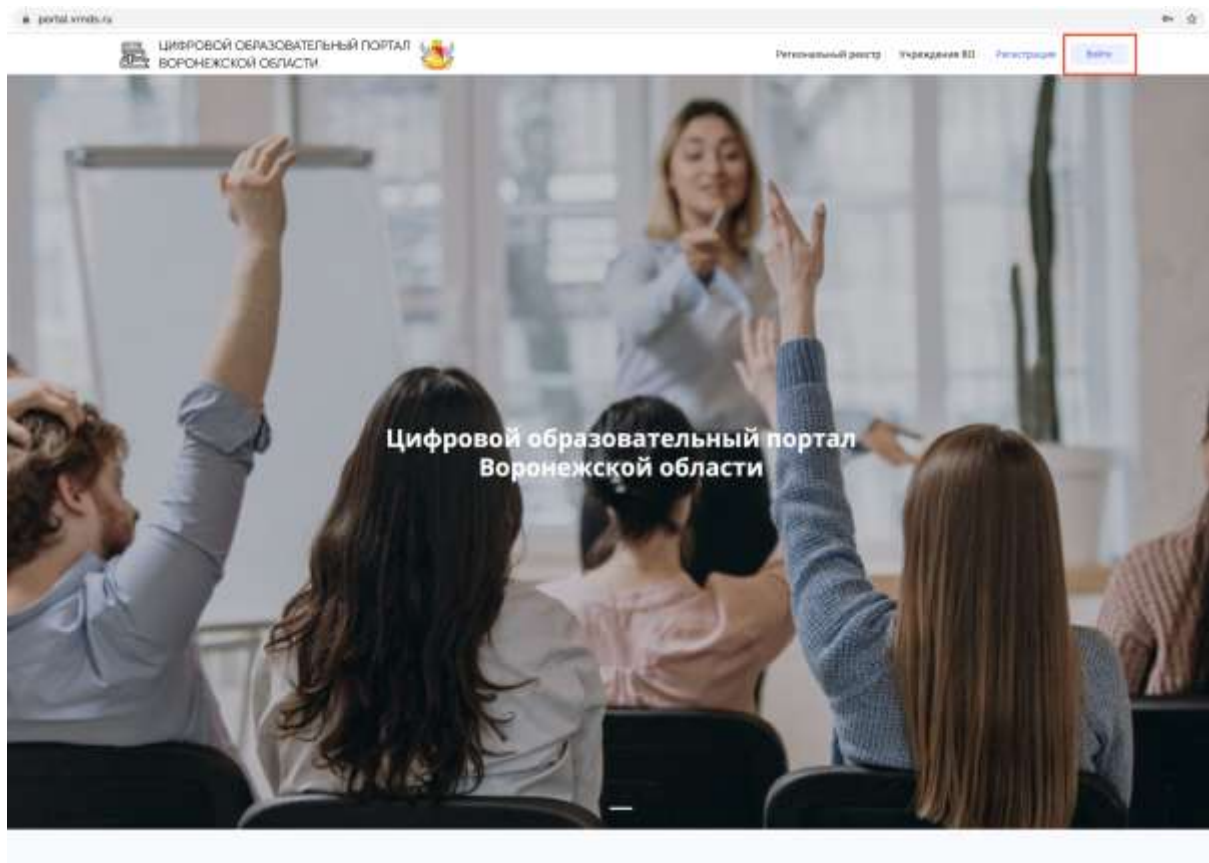 portal.vrnds.ru
ЦИФРОВОЙ ОБРАЗОВАТЕЛЬНЫЙ ПОРТАЛ
ВОРОНЕЖСКОЙ ОБЛАСТИ
Региональный реестр Учреждения ВО Регистрация Войти
Цифровой образовательный портал
Воронежской области